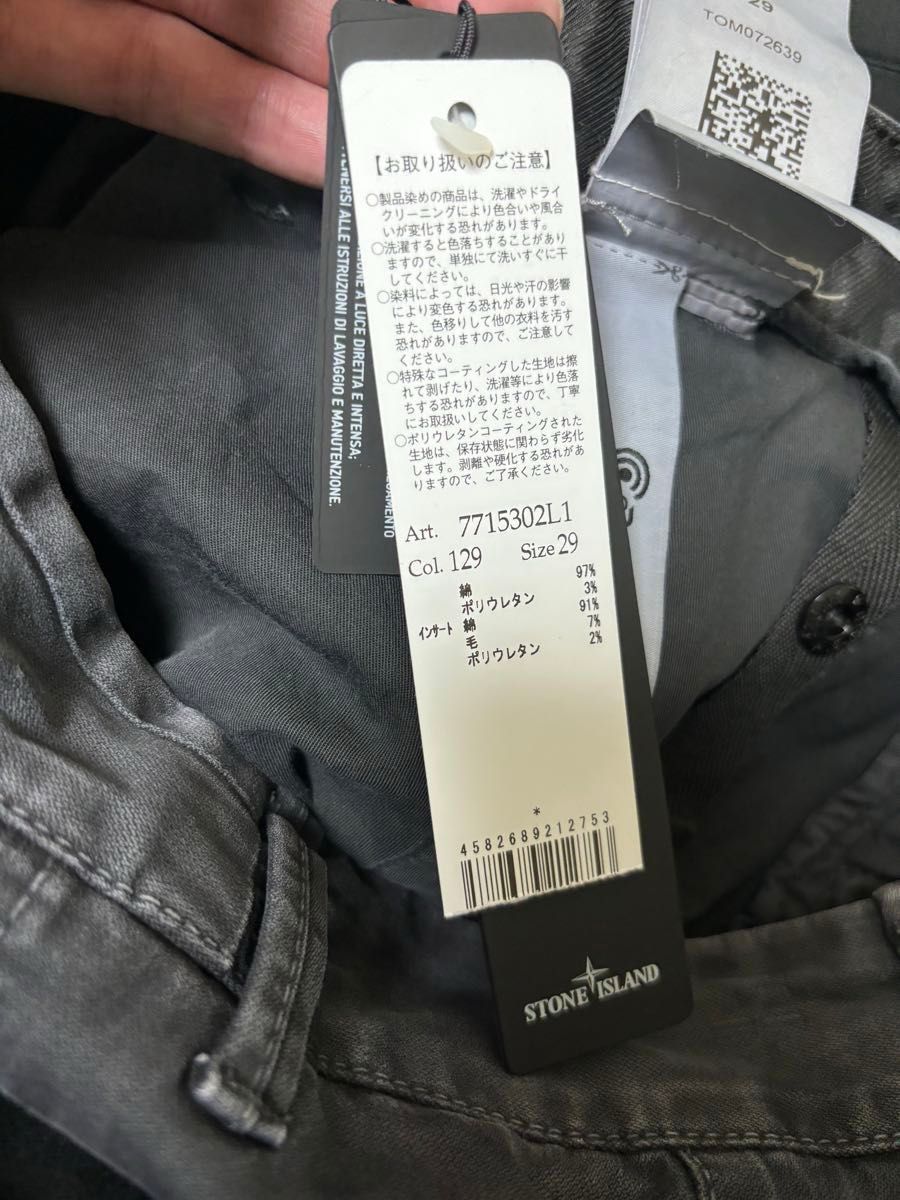 29
TOM072639
【お取り扱いのご注意】
○製品染めの商品は、洗濯やドライ
クリーニングにより色合いや風合
いが変化する恐れがあります。
○洗濯すると色落ちすることがあり
ますので、単独にて洗いすぐに干
してください。
○染料によっては、日光や汗の影響
により変色する恐れがあります。
また、色移りして他の衣料を汚す
恐れがありますので、ご注意して
ください。
○特殊なコーティングした生地は擦
れて剥げたり、洗濯等により色落
ちする恐れがありますので、丁寧
にお取扱いしてください。
○ポリウレタンコーティングされた
生地は、保存状態に関わらず劣化
します。剥離や硬化する恐れがあ
りますので、ご了承ください。
Art. 7715302L1
Col. 129 Size 29
綿 97%
ポリウレタン 3%
インサート 綿 91%
毛 7%
ポリウレタン 2%
*
4582689212753
STONE ISLAND
A LUCE DIRETTA E INTENSA;
ALLE ISTRUZIONI DI LAVAGGIO E MANUTENZIONE.